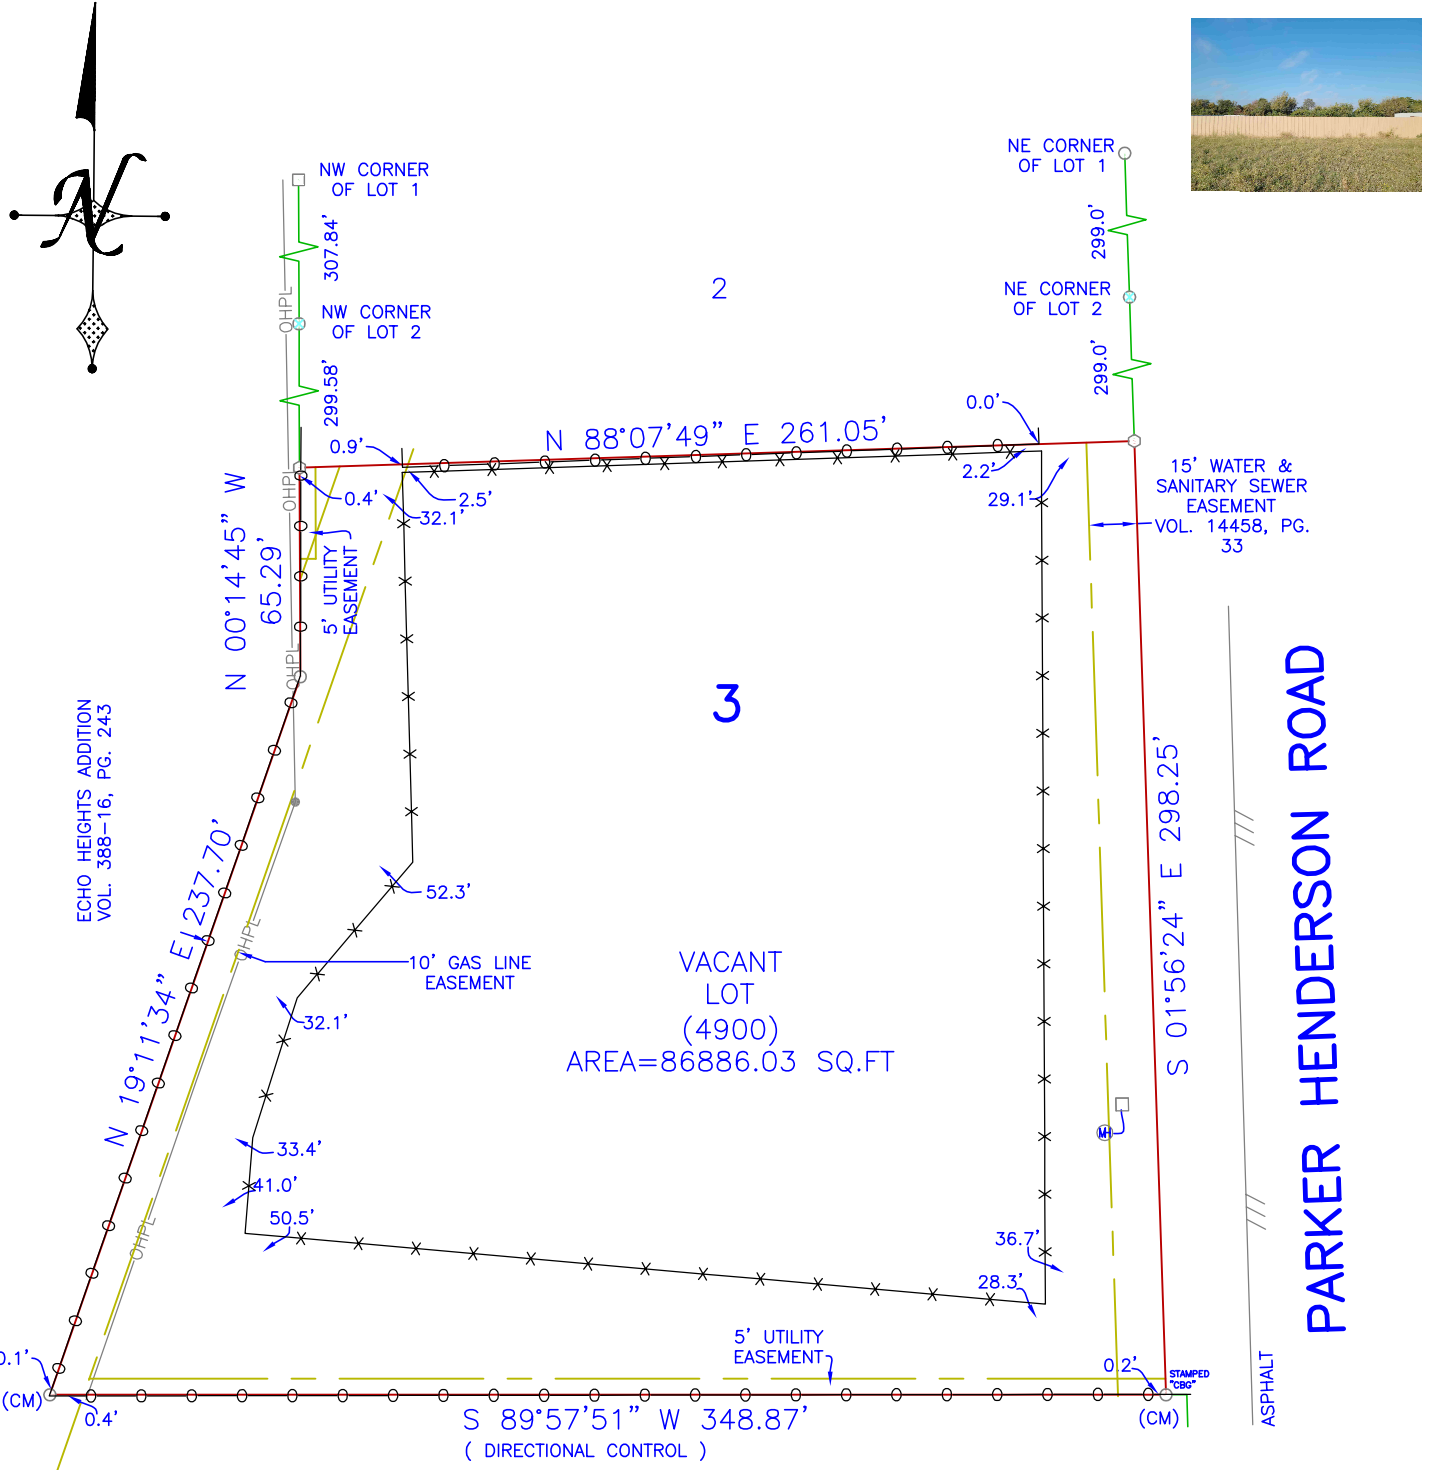 N
NW CORNER
OF LOT 1
NE CORNER
OF LOT 1
307.84'
299.0'
2
NW CORNER
OF LOT 2
NE CORNER
OF LOT 2
OHPL
299.58'
299.0'
0.0'
0.9'
N 88°07'49" E 261.05'
2.2'
29.1'
15' WATER &
SANITARY SEWER
EASEMENT
VOL. 14458, PG.
33
OHPL
0.4'
2.5'
32.1'
N 00°14'45" W
65.29'
5' UTILITY
EASEMENT
OHPL
3
ECHO HEIGHTS ADDITION
VOL. 388-16, PG. 243
PARKER HENDERSON ROAD
S 01°56'24" E 298.25'
N 19°11'34" E 237.70'
52.3'
OHPL
10' GAS LINE
EASEMENT
VACANT
LOT
(4900)
AREA=86886.03 SQ.FT
32.1'
MH
33.4'
41.0'
50.5'
OHPL
36.7'
28.3'
5' UTILITY
EASEMENT
0.1'
(CM)
0.4'
0.2'
STAMPED
"CBG"
(CM)
ASPHALT
S 89°57'51" W 348.87'
( DIRECTIONAL CONTROL )